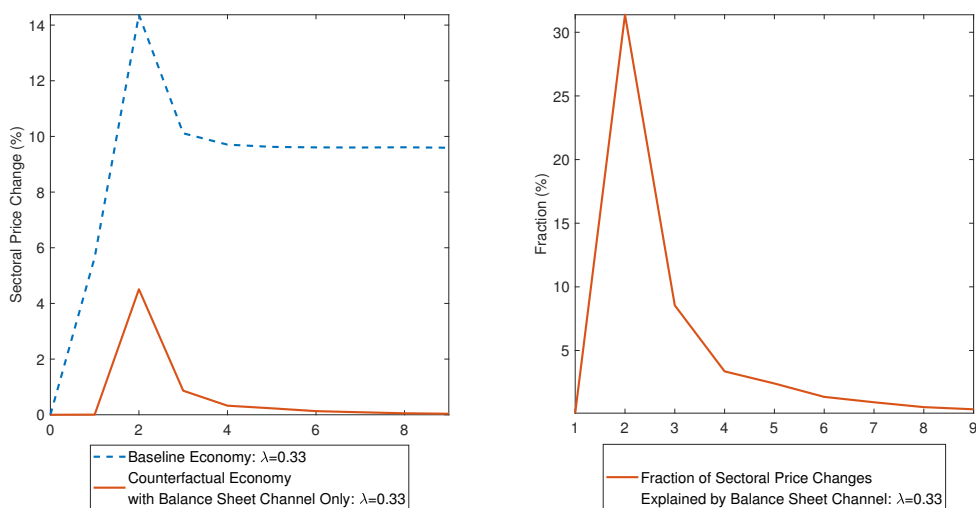 Sectoral Price Change (%)
14
12
10
8
6
4
2
0
0 2 4 6 8
Baseline Economy: λ=0.33
Counterfactual Economy
with Balance Sheet Channel Only: λ=0.33
Fraction (%)
30
25
20
15
10
5
1 2 3 4 5 6 7 8 9
Fraction of Sectoral Price Changes
Explained by Balance Sheet Channel: λ=0.33